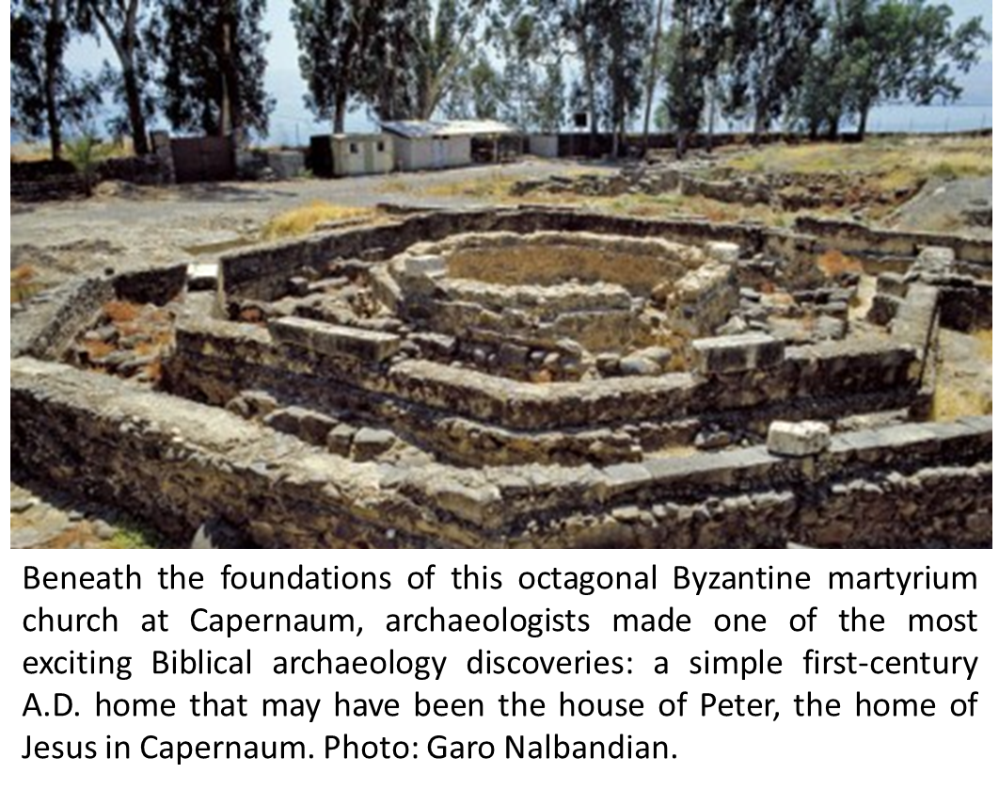 Beneath the foundations of this octagonal Byzantine martyrium
church at Capernaum, archaeologists made one of the most
exciting Biblical archaeology discoveries: a simple first-century
A.D. home that may have been the house of Peter, the home of
Jesus in Capernaum. Photo: Garo Nalbandian.